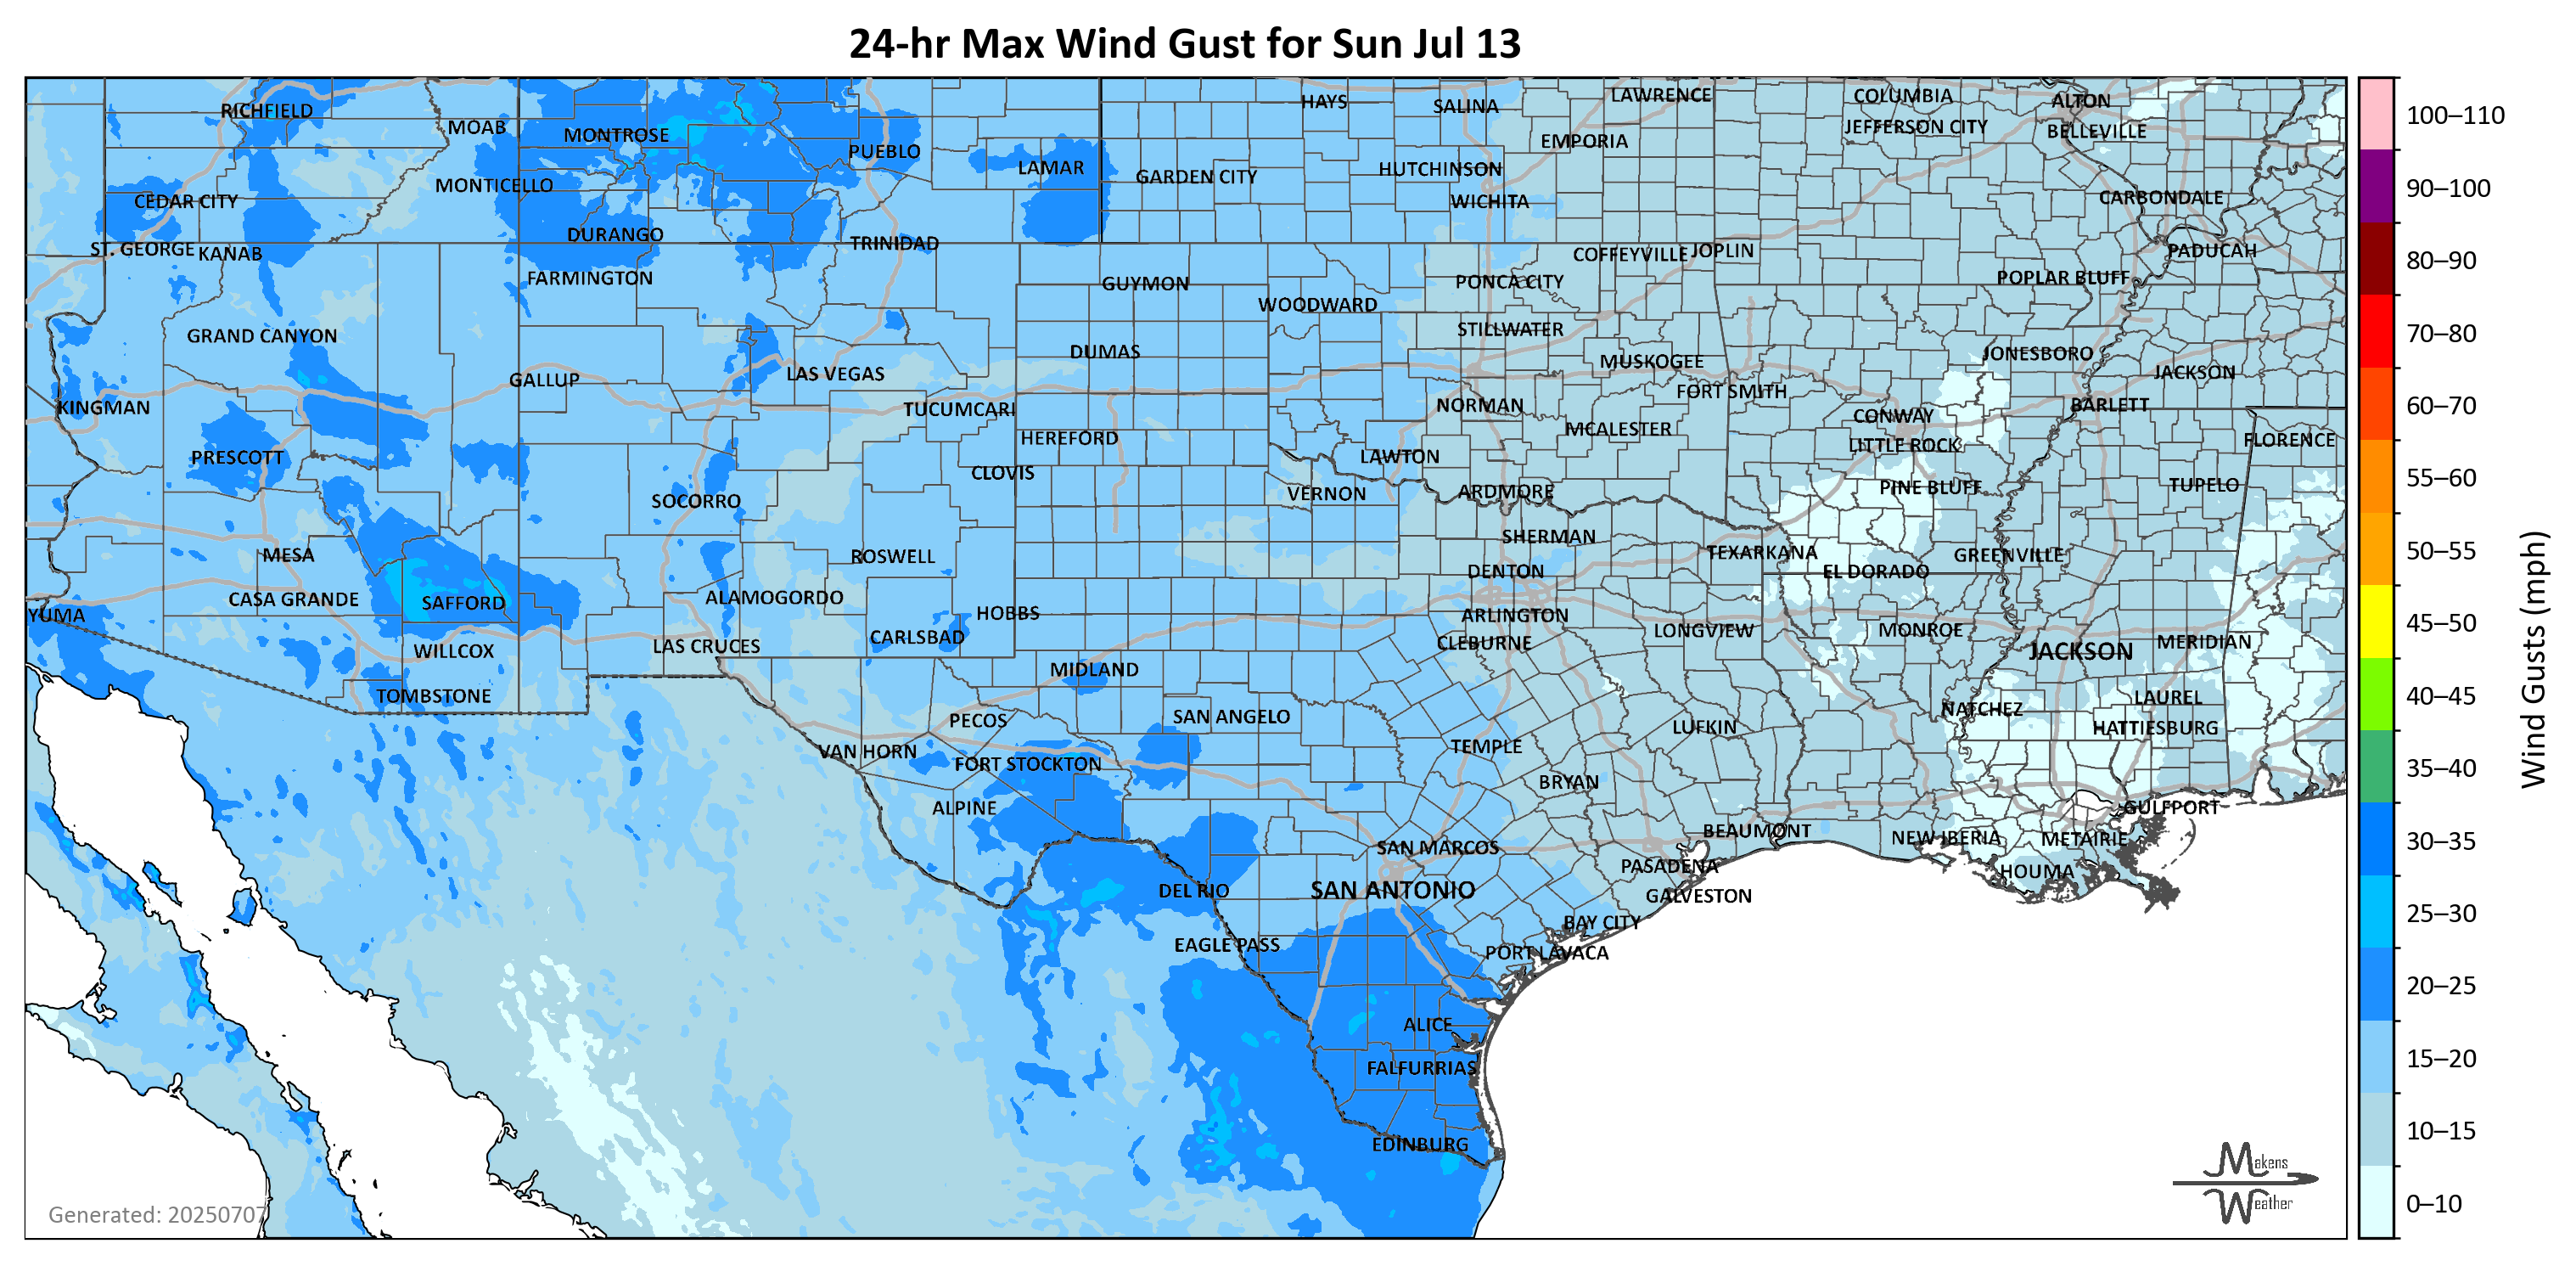 24-hr Max Wind Gust for Sun Jul 13
RICHFIELD
MOAB
MONTROSE
PUEBLO
LAMAR
HAYS
SALINA
LAWRENCE
EMPORIA
COLUMBIA
JEFFERSON CITY
ALTON
BELLEVILLE
CEDAR CITY
MONTICELLO
GARDEN CITY
HUTCHINSON
WICHITA
CARBONDALE
ST. GEORGE
KANAB
DURANGO
TRINIDAD
COFFEYVILLE
JOPLIN
PADUCAH
FARMINGTON
GUYMON
WOODWARD
PONCA CITY
POPLAR BLUFF
GRAND CANYON
DUMAS
STILLWATER
MUSKOGEE
JONESBORO
JACKSON
KINGMAN
GALLUP
LAS VEGAS
TUCUMCARI
NORMAN
FORT SMITH
CONWAY
BARLETT
PRESCOTT
HEREFORD
CLOVIS
LAWTON
MCALESTER
LITTLE ROCK
FLORENCE
SOCORRO
VERNON
ARDMORE
PINE BLUFF
TUPELO
MESA
ROSWELL
SHERMAN
DENTON
TEXARKANA
EL DORADO
GREENVILLE
YUMA
CASA GRANDE
SAFFORD
ALAMOGORDO
HOBBS
ARLINGTON
CARLSBAD
LAS CRUCES
CLEBURNE
LONGVIEW
MONROE
JACKSON
MERIDIAN
WILLCOX
TOMBSTONE
MIDLAND
PECOS
SAN ANGELO
LUFKIN
NATCHEZ
LAUREL
HATTIESBURG
VAN HORN
FORT STOCKTON
TEMPLE
BRYAN
ALPINE
GULFPORT
BEAUMONT
NEW IBERIA
METAIRIE
SAN MARCOS
PASADENA
HOUMA
DEL RIO
SAN ANTONIO
GALVESTON
EAGLE PASS
BAY CITY
PORT LAVACA
ALICE
FALFURRIAS
EDINBURG
Generated: 20250707
Makens
Weather
100–110
90–100
80–90
70–80
60–70
55–60
50–55
45–50
40–45
35–40
30–35
25–30
20–25
15–20
10–15
0–10
Wind Gusts (mph)